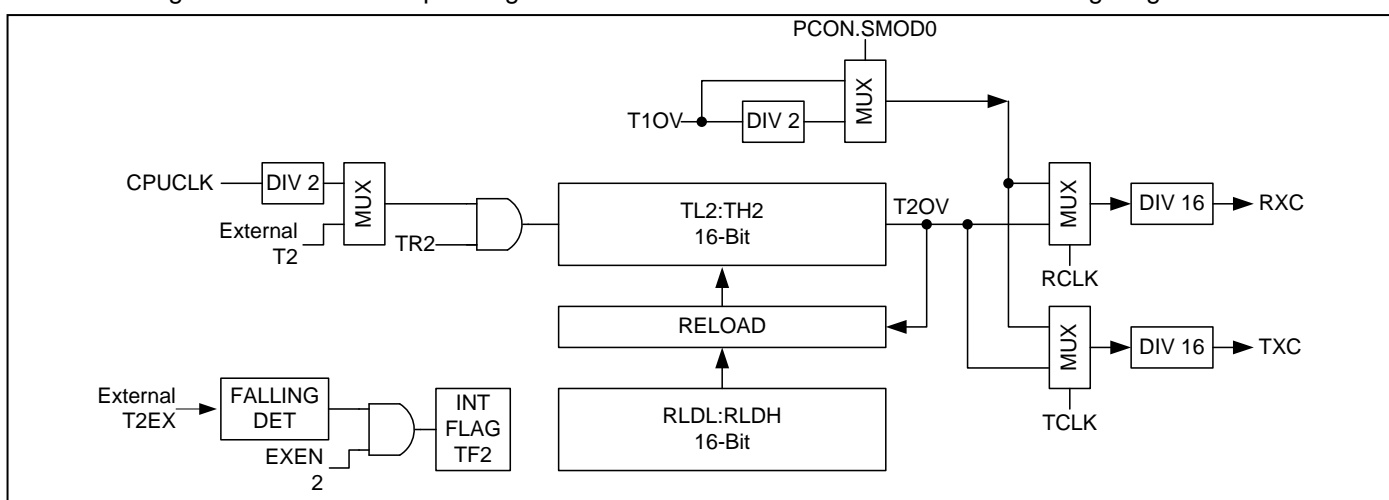 PCON.SMOD0
MUX
T1OV
DIV 2
CPUCLK
DIV 2
MUX
External
T2
TR2
TL2:TH2
16-Bit
T2OV
MUX
DIV 16
RXC
RCLK
RELOAD
MUX
DIV 16
TXC
TCLK
External
T2EX
FALLING
DET
EXEN
2
INT
FLAG
TF2
RLDL:RLDH
16-Bit